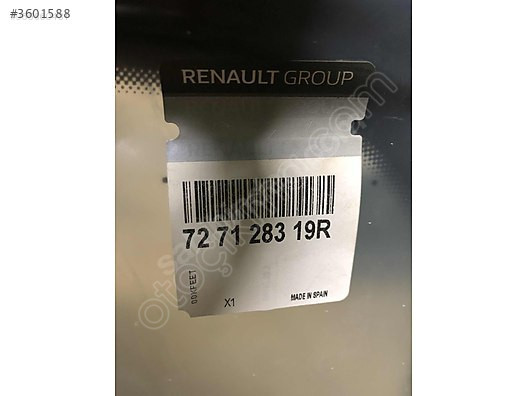 #3601588
RENAULT GROUP
72 71 283 19R
X1
MADE IN SPAIN